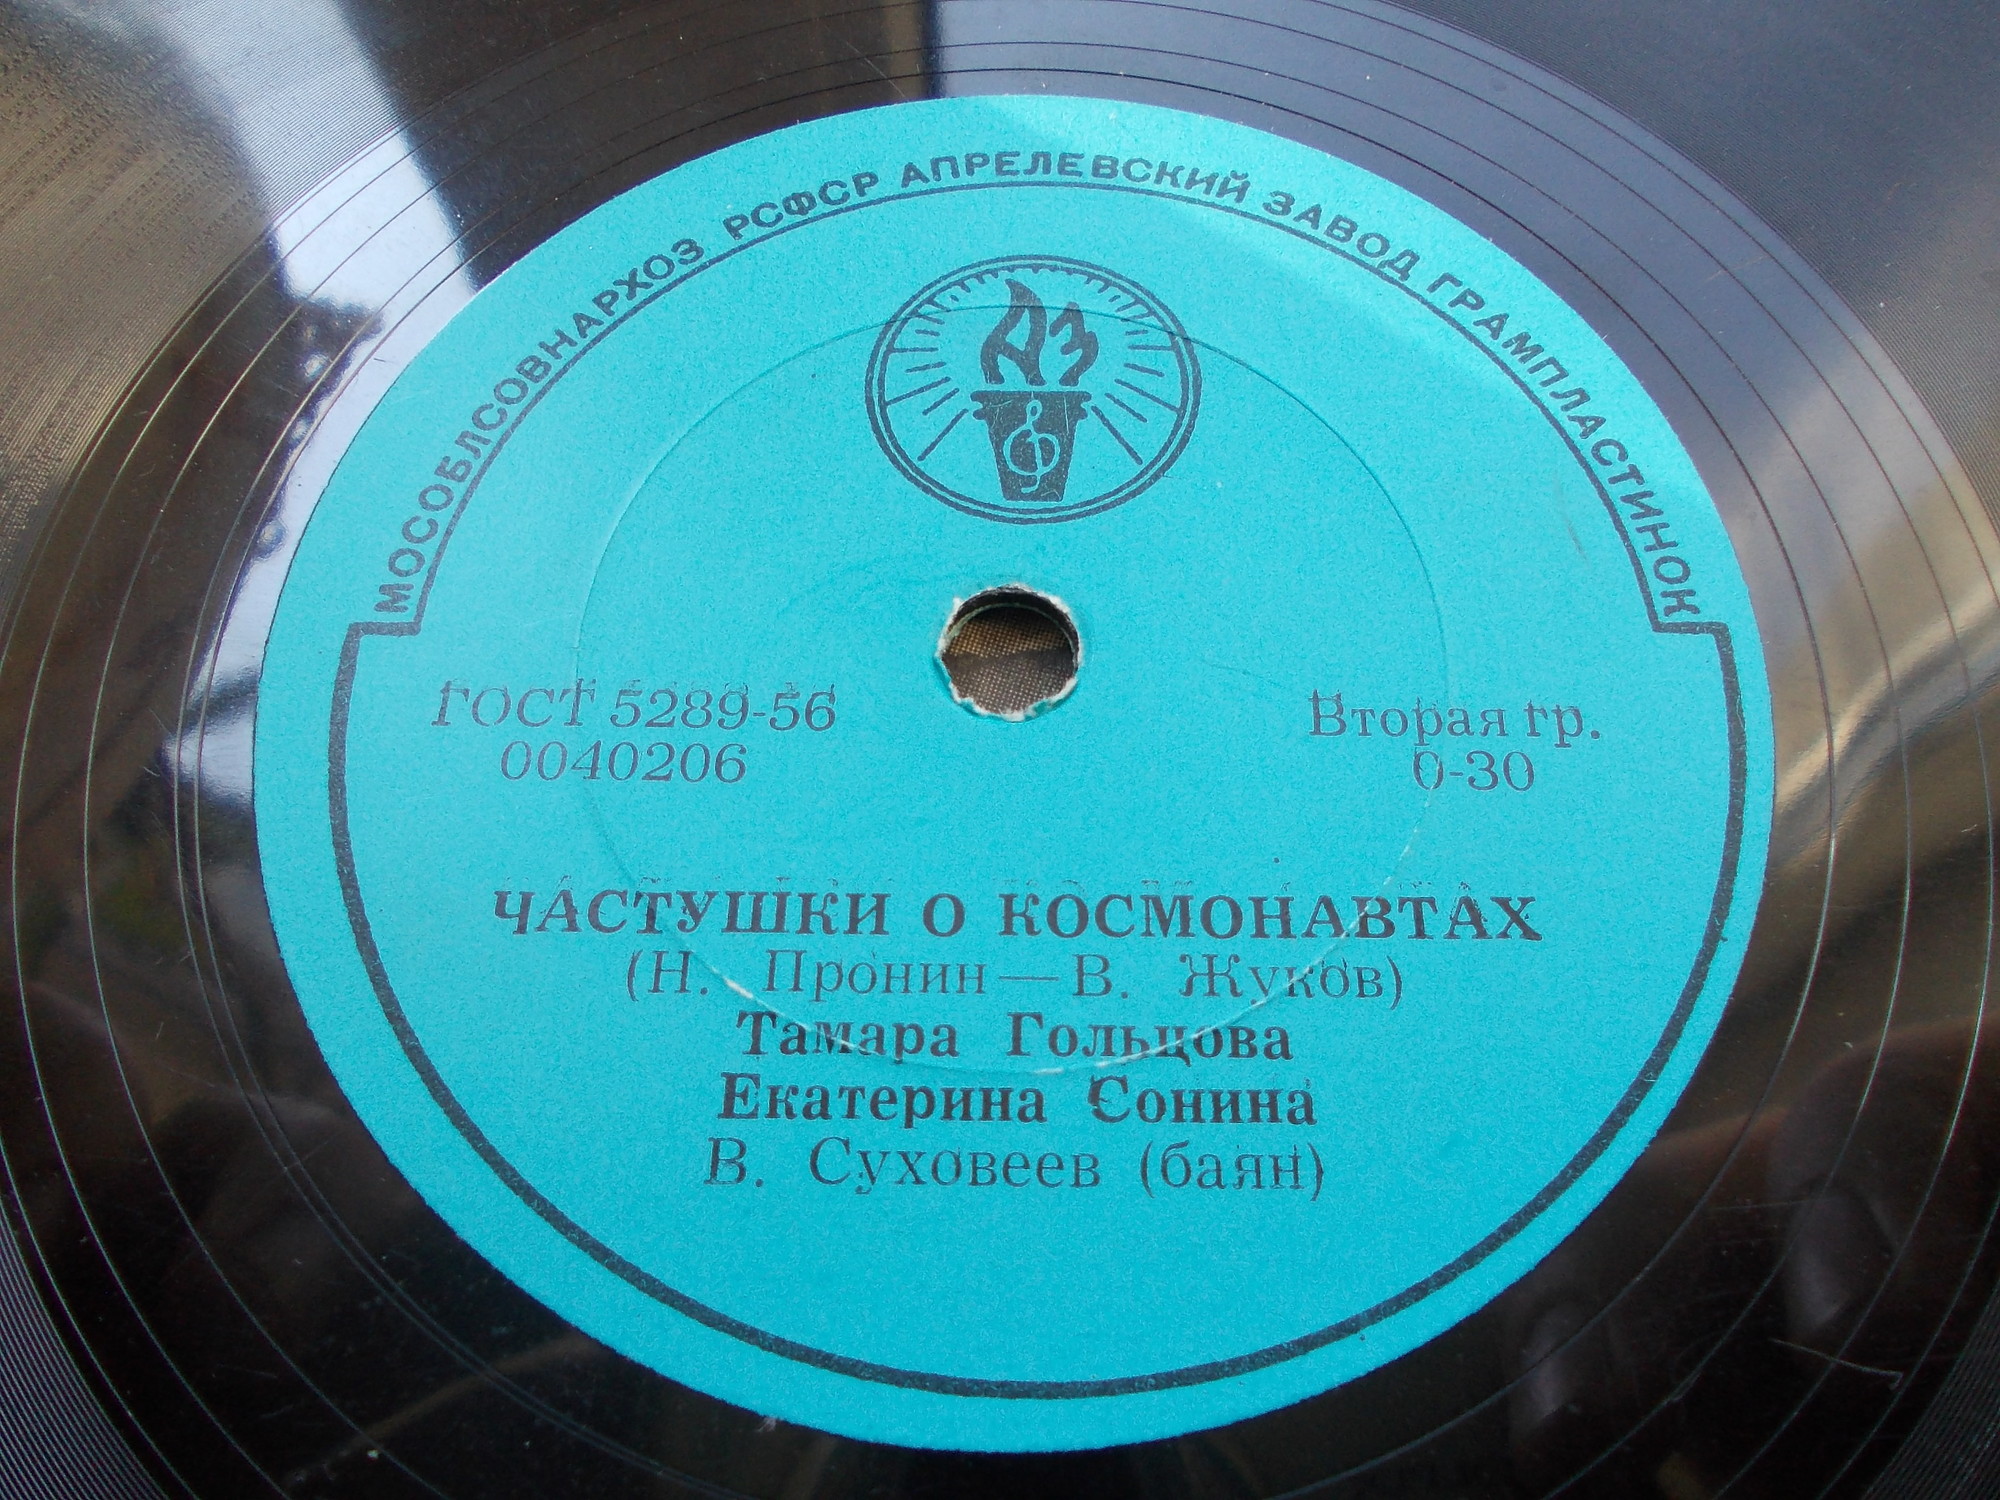 МОСОБЛСОВНАРХОЗ РСФСР АПРЕЛЕВСКИЙ ЗАВОД ГРАМПЛАСТИНОК
АЗ
ГОСТ 5289-56
0040206
Вторая гр.
0-30
ЧАСТУШКИ О КОСМОНАВТАХ
(Н. Пронин — В. Жуков)
Тамара Гольцова
Екатерина Сонина
В. Суховеев (баян)